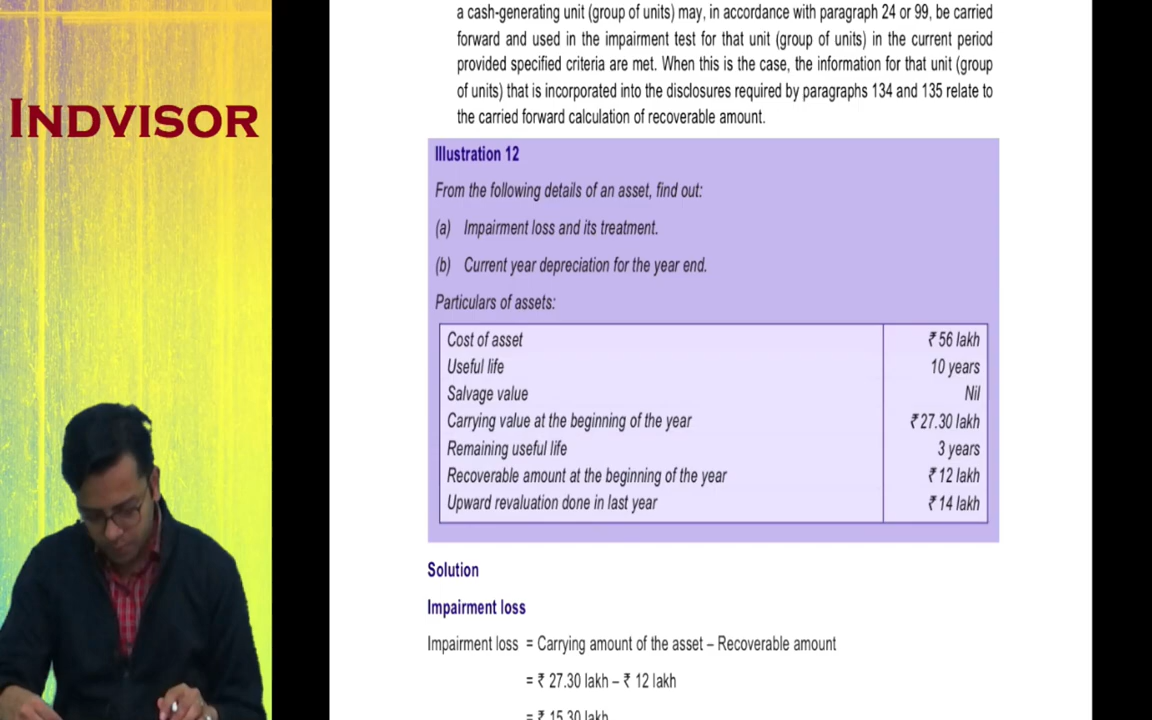 a cash-generating unit (group of units) may, in accordance with paragraph 24 or 99, be carried
forward and used in the impairment test for that unit (group of units) in the current period
provided specified criteria are met. When this is the case, the information for that unit (group
of units) that is incorporated into the disclosures required by paragraphs 134 and 135 relate to
the carried forward calculation of recoverable amount.
INDVISOR
Illustration 12
From the following details of an asset, find out:
(a) Impairment loss and its treatment.
(b) Current year depreciation for the year end.
Particulars of assets:
Cost of asset ₹ 56 lakh
Useful life 10 years
Salvage value Nil
Carrying value at the beginning of the year ₹ 27.30 lakh
Remaining useful life 3 years
Recoverable amount at the beginning of the year ₹ 12 lakh
Upward revaluation done in last year ₹ 14 lakh
Solution
Impairment loss
Impairment loss = Carrying amount of the asset – Recoverable amount
= ₹ 27.30 lakh – ₹ 12 lakh
= ₹ 15.30 lakh